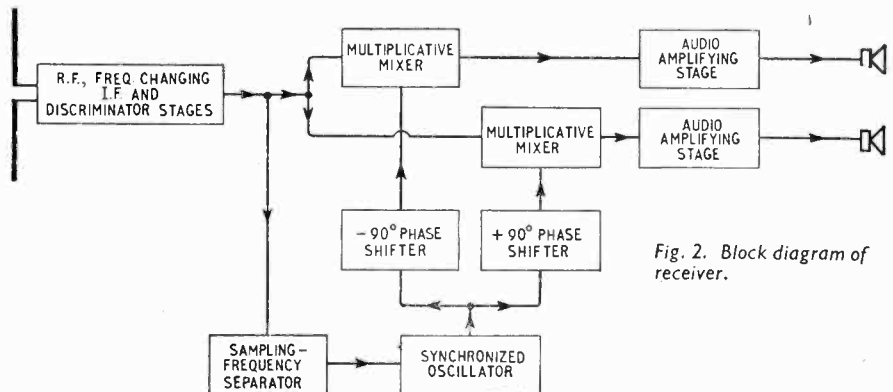 R.F., FREQ. CHANGING
I.F. AND
DISCRIMINATOR STAGES
MULTIPLICATIVE
MIXER
AUDIO
AMPLIFYING
STAGE
MULTIPLICATIVE
MIXER
AUDIO
AMPLIFYING
STAGE
−90° PHASE
SHIFTER
+90° PHASE
SHIFTER
SAMPLING–
FREQUENCY
SEPARATOR
SYNCHRONIZED
OSCILLATOR
Fig. 2. Block diagram of
receiver.